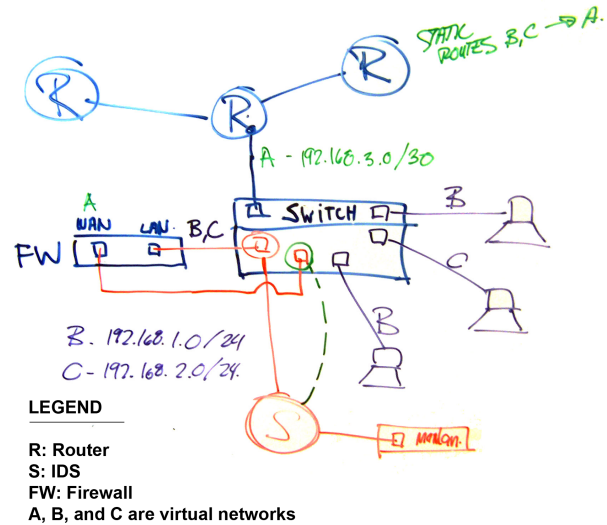 STATIC
ROUTES B,C → A.
R
R
R
A - 192.168.3.0/30
A
WAN
LAN
B,C
SWITCH
B
FW
C
B
B. 192.168.1.0/24
C - 192.168.2.0/24.
S
LEGEND
R: Router
S: IDS
FW: Firewall
A, B, and C are virtual networks